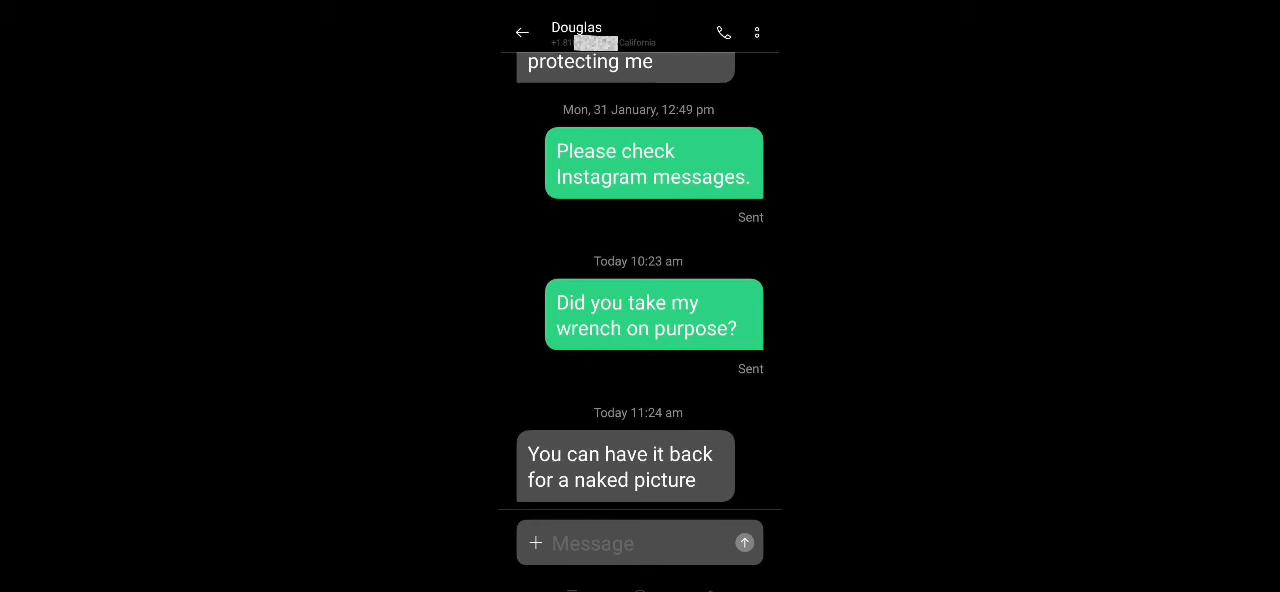 Douglas
+1 81 California
protecting me
Mon, 31 January, 12:49 pm
Please check
Instagram messages.
Sent
Today 10:23 am
Did you take my
wrench on purpose?
Sent
Today 11:24 am
You can have it back
for a naked picture
Message